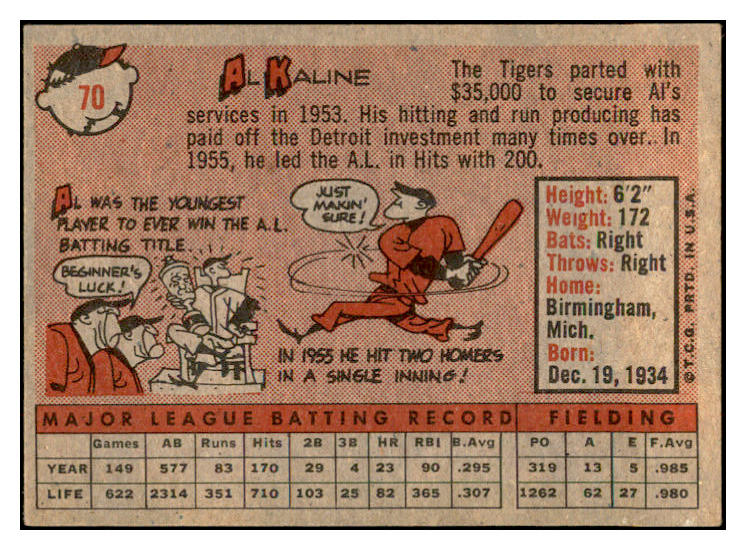 70
AL KALINE
The Tigers parted with
$35,000 to secure Al's
services in 1953. His hitting and run producing has
paid off the Detroit investment many times over.. In
1955, he led the A.L. in Hits with 200.
AL WAS THE YOUNGEST
PLAYER TO EVER WIN THE A.L.
BATTING TITLE...
BEGINNER'S
LUCK!
JUST
MAKIN'
SURE!
IN 1955 HE HIT TWO HOMERS
IN A SINGLE INNING!
Height: 6'2"
Weight: 172
Bats: Right
Throws: Right
Home:
Birmingham,
Mich.
Born:
Dec. 19, 1934
© T.C.G. PRTD. IN U.S.A.
MAJOR LEAGUE BATTING RECORD FIELDING
Games AB Runs Hits 2B 3B HR RBI B.Avg PO A E F.Avg
YEAR 149 577 83 170 29 4 23 90 .295 319 13 5 .985
LIFE 622 2314 351 710 103 25 82 365 .307 1262 62 27 .980